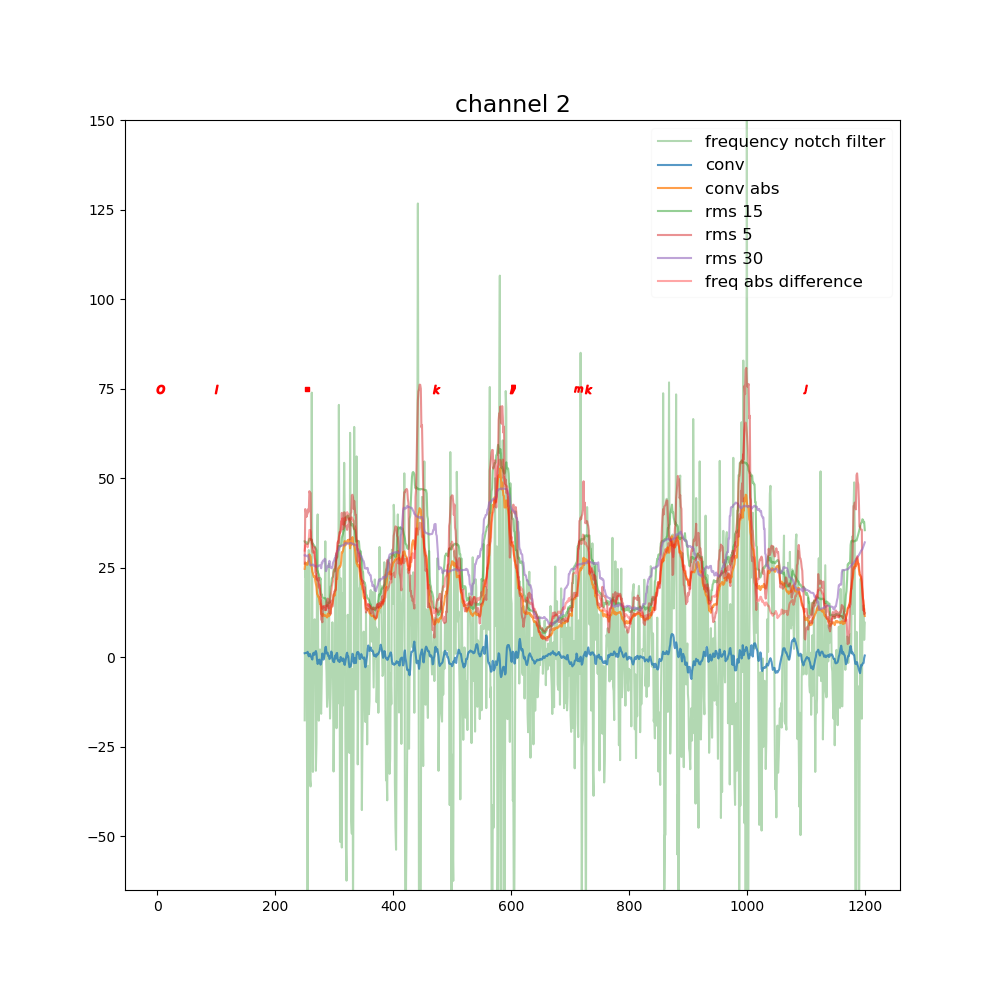 channel 2
150
125
100
75
50
25
0
−25
−50
0 200 400 600 800 1000 1200
frequency notch filter
conv
conv abs
rms 15
rms 5
rms 30
freq abs difference
O l k mk